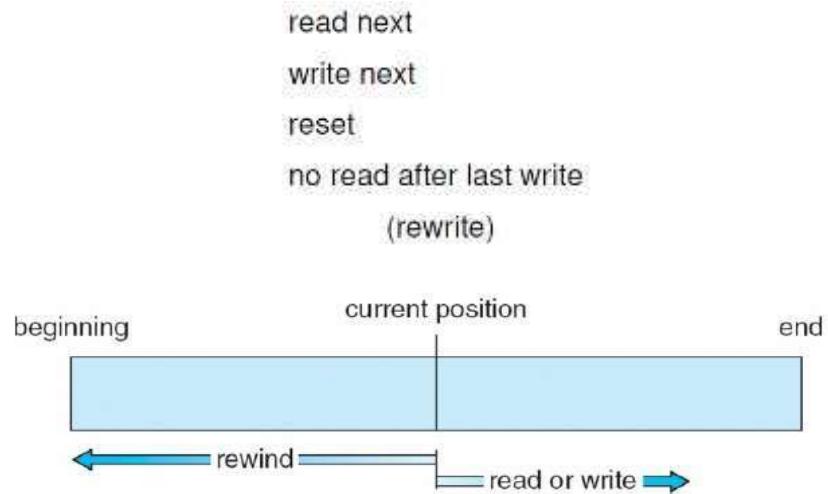 read next
write next
reset
no read after last write
(rewrite)
current position
beginning
end
rewind
read or write